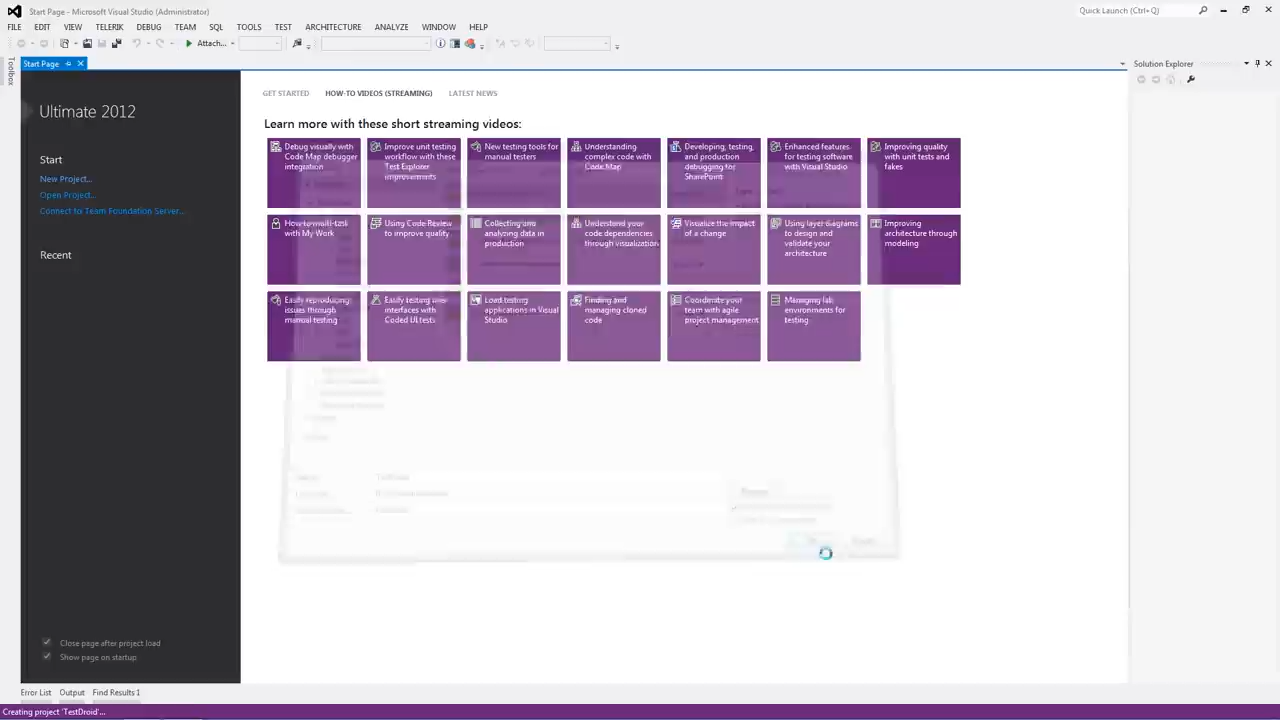 Start Page - Microsoft Visual Studio (Administrator)
Quick Launch (Ctrl+Q)
FILE EDIT VIEW TELERIK DEBUG TEAM SQL TOOLS TEST ARCHITECTURE ANALYZE WINDOW HELP
Attach...
Toolbox
Start Page
Solution Explorer
Ultimate 2012
Start
New Project...
Open Project...
Connect to Team Foundation Server...
Recent
Close page after project load
Show page on startup
GET STARTED HOW-TO VIDEOS (STREAMING) LATEST NEWS
Learn more with these short streaming videos:
Debug visually with
Code Map debugger
integration
Improve unit testing
workflow with these
Test Explorer
improvements
New testing tools for
manual testers
Understanding
complex code with
Code Map
Developing, testing,
and production
debugging for
SharePoint
Enhanced features
for testing software
with Visual Studio
Improving quality
with unit tests and
fakes
How to multi-task
with My Work
Using Code Review
to improve quality
Collecting and
analyzing data in
production
Understand your
code dependencies
through visualization
Visualize the impact
of a change
Using layer diagrams
to design and
validate your
architecture
Improving
architecture through
modeling
Easily reproducing
issues through
manual testing
Easily testing user
interfaces with
Coded UI tests
Load testing
applications in Visual
Studio
Finding and
managing cloned
code
Coordinate your
team with agile
project management
Managing lab
environments for
testing
Error List Output Find Results 1
Creating project 'TestDroid'...